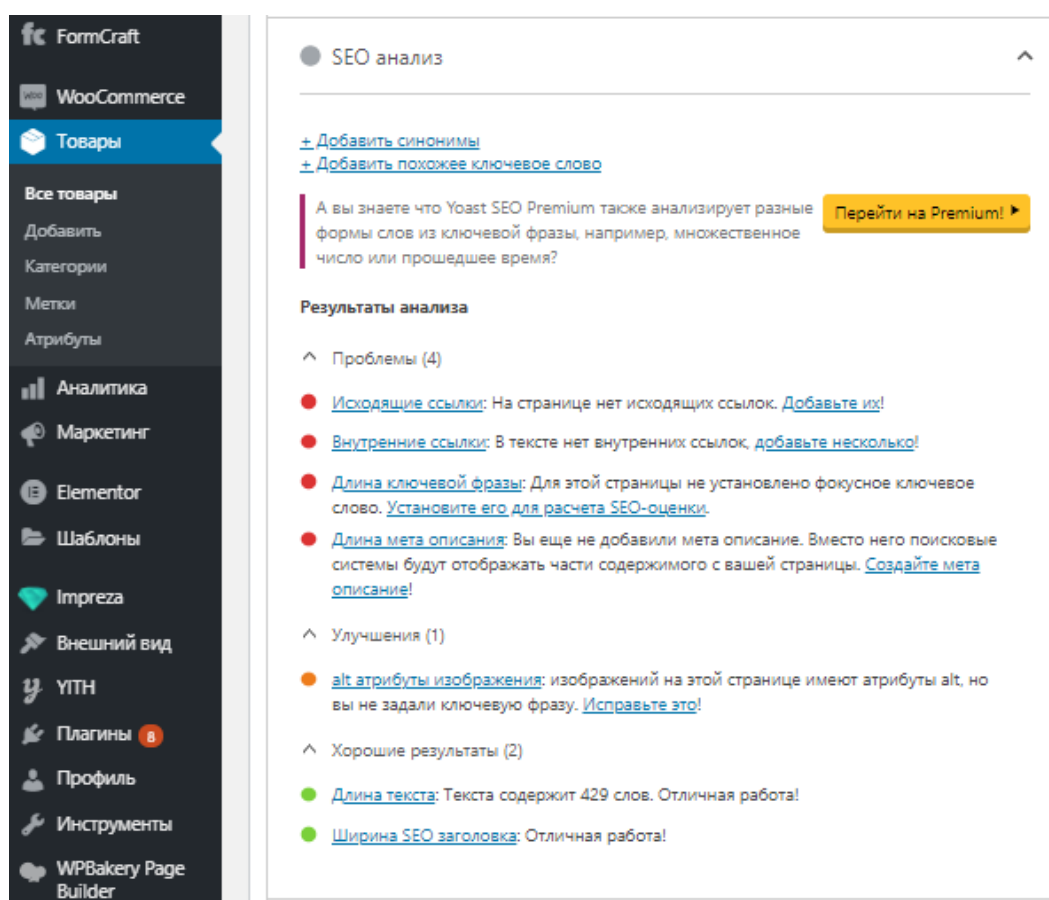 FormCraft
WooCommerce
Товары
Все товары
Добавить
Категории
Метки
Атрибуты
Аналитика
Маркетинг
Elementor
Шаблоны
Impreza
Внешний вид
YITH
Плагины 8
Профиль
Инструменты
WPBakery Page
Builder
SEO анализ
+ Добавить синонимы
+ Добавить похожее ключевое слово
А вы знаете что Yoast SEO Premium также анализирует разные
формы слов из ключевой фразы, например, множественное
число или прошедшее время?
Перейти на Premium!
Результаты анализа
Проблемы (4)
Исходящие ссылки: На странице нет исходящих ссылок. Добавьте их!
Внутренние ссылки: В тексте нет внутренних ссылок, добавьте несколько!
Длина ключевой фразы: Для этой страницы не установлено фокусное ключевое
слово. Установите его для расчета SEO-оценки.
Длина мета описания: Вы еще не добавили мета описание. Вместо него поисковые
системы будут отображать части содержимого с вашей страницы. Создайте мета
описание!
Улучшения (1)
alt атрибуты изображения: изображений на этой странице имеют атрибуты alt, но
вы не задали ключевую фразу. Исправьте это!
Хорошие результаты (2)
Длина текста: Текста содержит 429 слов. Отличная работа!
Ширина SEO заголовка: Отличная работа!